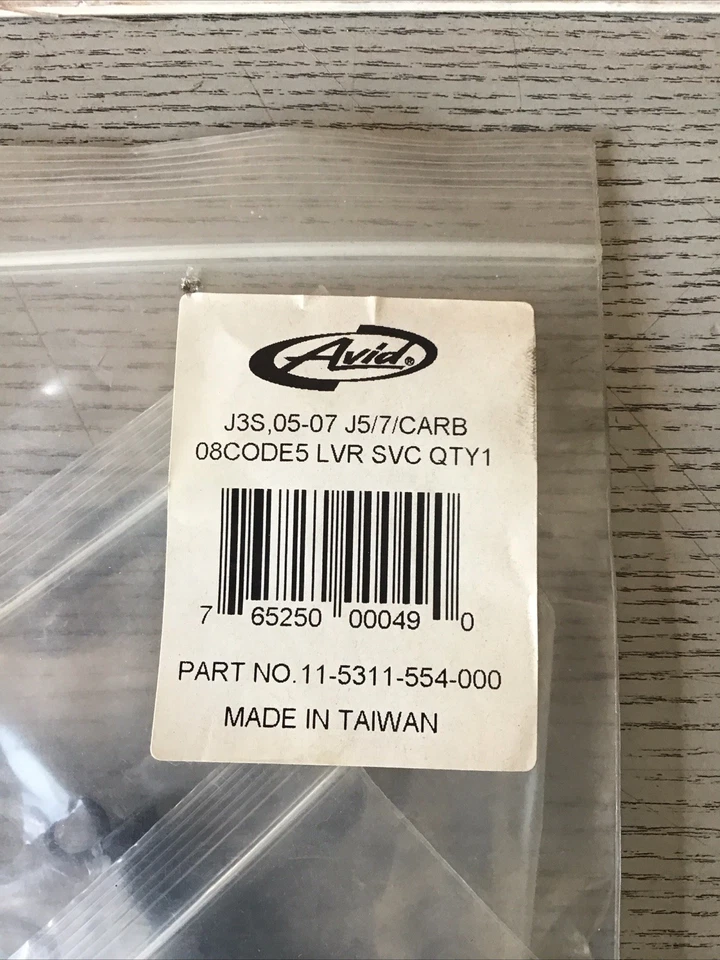 Avid®
J3S,05-07 J5/7/CARB
08CODE5 LVR SVC QTY1
7 65250 00049 0
PART NO.11-5311-554-000
MADE IN TAIWAN